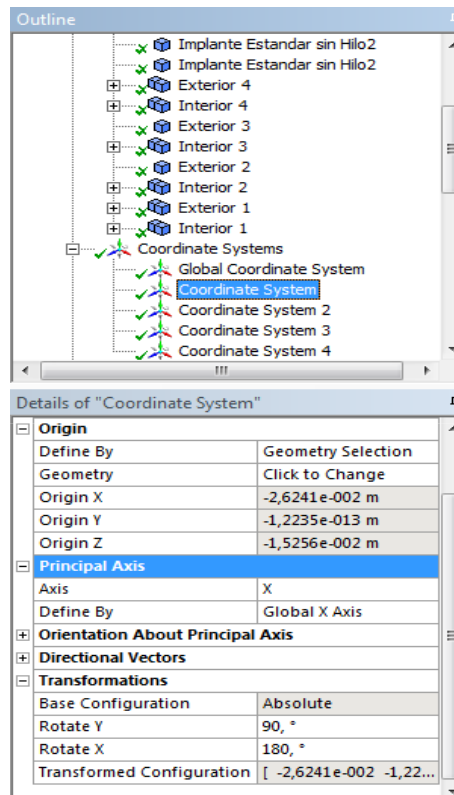 Outline
Implante Estandar sin Hilo2
Implante Estandar sin Hilo2
Exterior 4
Interior 4
Exterior 3
Interior 3
Exterior 2
Interior 2
Exterior 1
Interior 1
Coordinate Systems
Global Coordinate System
Coordinate System
Coordinate System 2
Coordinate System 3
Coordinate System 4
Details of "Coordinate System"
Origin
Define By Geometry Selection
Geometry Click to Change
Origin X -2,6241e-002 m
Origin Y -1,2235e-013 m
Origin Z -1,5256e-002 m
Principal Axis
Axis X
Define By Global X Axis
Orientation About Principal Axis
Directional Vectors
Transformations
Base Configuration Absolute
Rotate Y 90, °
Rotate X 180, °
Transformed Configuration [ -2,6241e-002 -1,22...